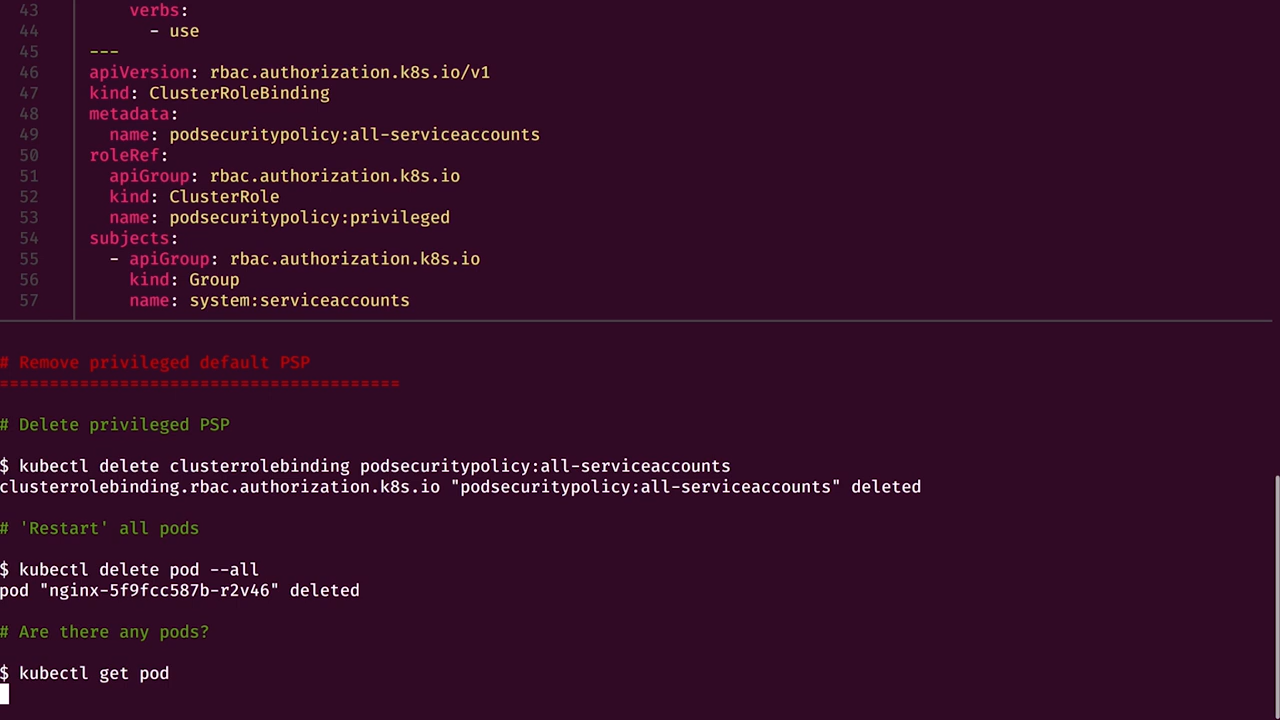 43 verbs:
44 - use
45 ---
46 apiVersion: rbac.authorization.k8s.io/v1
47 kind: ClusterRoleBinding
48 metadata:
49 name: podsecuritypolicy:all-serviceaccounts
50 roleRef:
51 apiGroup: rbac.authorization.k8s.io
52 kind: ClusterRole
53 name: podsecuritypolicy:privileged
54 subjects:
55 - apiGroup: rbac.authorization.k8s.io
56 kind: Group
57 name: system:serviceaccounts
# Remove privileged default PSP
========================================
# Delete privileged PSP
$ kubectl delete clusterrolebinding podsecuritypolicy:all-serviceaccounts
clusterrolebinding.rbac.authorization.k8s.io "podsecuritypolicy:all-serviceaccounts" deleted
# 'Restart' all pods
$ kubectl delete pod --all
pod "nginx-5f9fcc587b-r2v46" deleted
# Are there any pods?
$ kubectl get pod